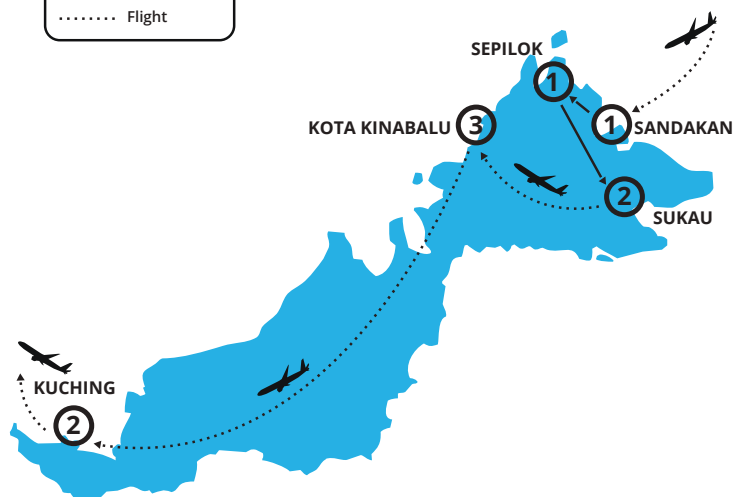 Flight
SEPILOK
1
KOTA KINABALU 3
1 SANDAKAN
2
SUKAU
KUCHING
2